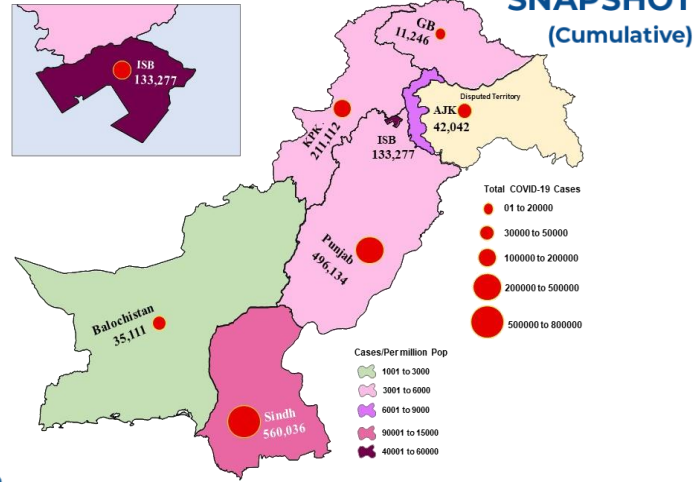 SNAPSHOT
(Cumulative)
ISB
133,277
GB
11,246
KPK
211,112
Disputed Territory
AJK
42,042
ISB
133,277
Punjab
496,134
Balochistan
35,111
Sindh
560,036
Total COVID-19 Cases
01 to 20000
30000 to 50000
100000 to 200000
200000 to 500000
500000 to 800000
Cases/Permillion Pop
1001 to 3000
3001 to 6000
6001 to 9000
90001 to 15000
40001 to 60000